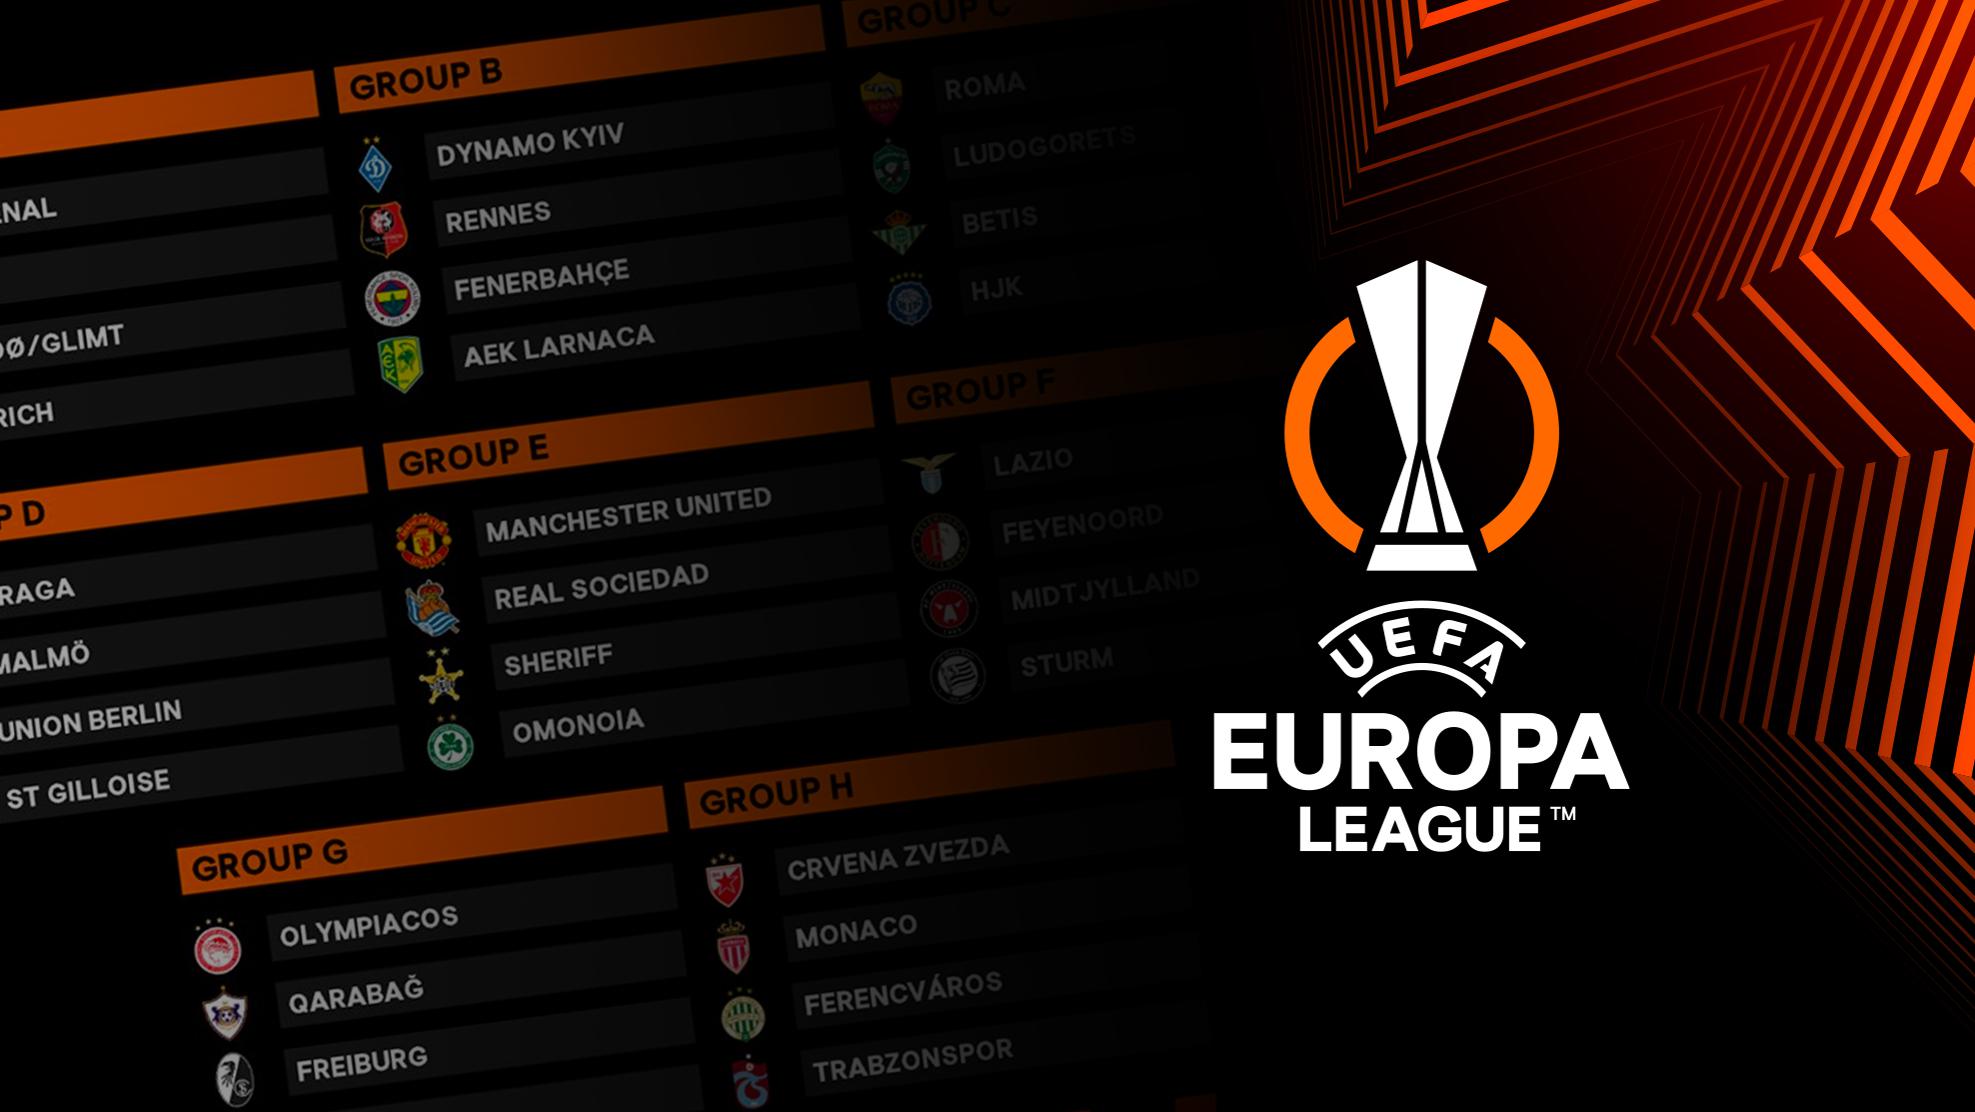 GROUP B
DYNAMO KYIV
RENNES
FENERBAHÇE
AEK LARNACA
GROUP C
ROMA
LUDOGORETS
BETIS
HJK
ENAL
DØ/GLIMT
RICH
P D
RAGA
MALMÖ
UNION BERLIN
ST GILLOISE
GROUP E
MANCHESTER UNITED
REAL SOCIEDAD
SHERIFF
OMONOIA
GROUP F
LAZIO
FEYENOORD
MIDTJYLLAND
STURM
GROUP G
OLYMPIACOS
QARABAĞ
FREIBURG
GROUP H
CRVENA ZVEZDA
MONACO
FERENCVÁROS
TRABZONSPOR
UEFA
EUROPA
LEAGUE™